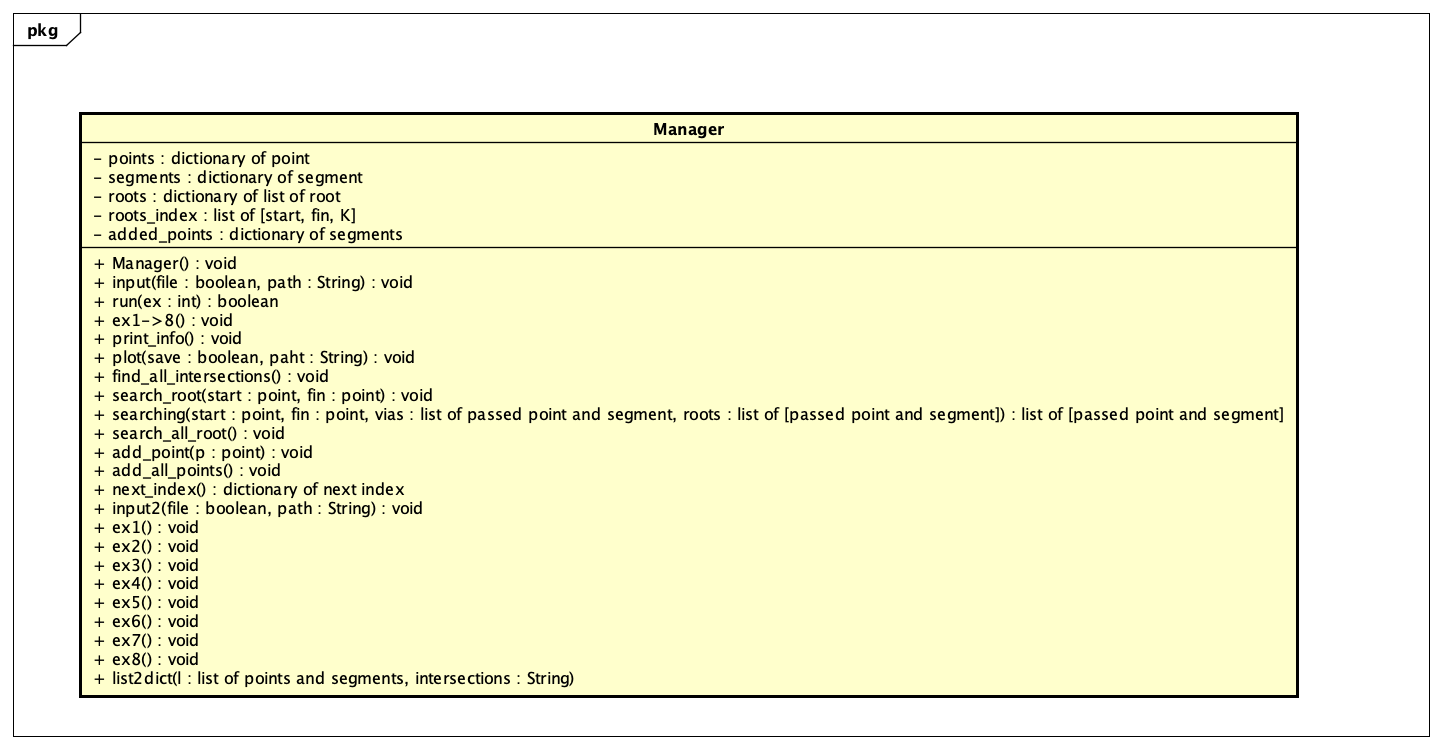 pkg
Manager
- points : dictionary of point
- segments : dictionary of segment
- roots : dictionary of list of root
- roots_index : list of [start, fin, K]
- added_points : dictionary of segments
+ Manager() : void
+ input(file : boolean, path : String) : void
+ run(ex : int) : boolean
+ ex1->8() : void
+ print_info() : void
+ plot(save : boolean, paht : String) : void
+ find_all_intersections() : void
+ search_root(start : point, fin : point) : void
+ searching(start : point, fin : point, vias : list of passed point and segment, roots : list of [passed point and segment]) : list of [passed point and segment]
+ search_all_root() : void
+ add_point(p : point) : void
+ add_all_points() : void
+ next_index() : dictionary of next index
+ input2(file : boolean, path : String) : void
+ ex1() : void
+ ex2() : void
+ ex3() : void
+ ex4() : void
+ ex5() : void
+ ex6() : void
+ ex7() : void
+ ex8() : void
+ list2dict(l : list of points and segments, intersections : String)